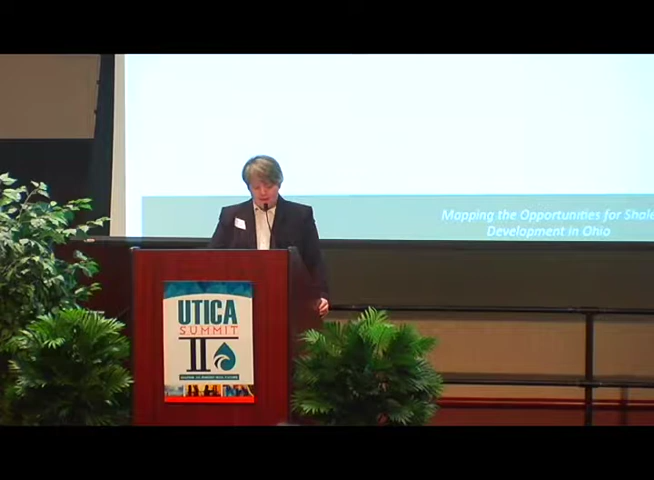 Mapping the Opportunities for Shale
Development in Ohio
UTICA
SUMMIT
II